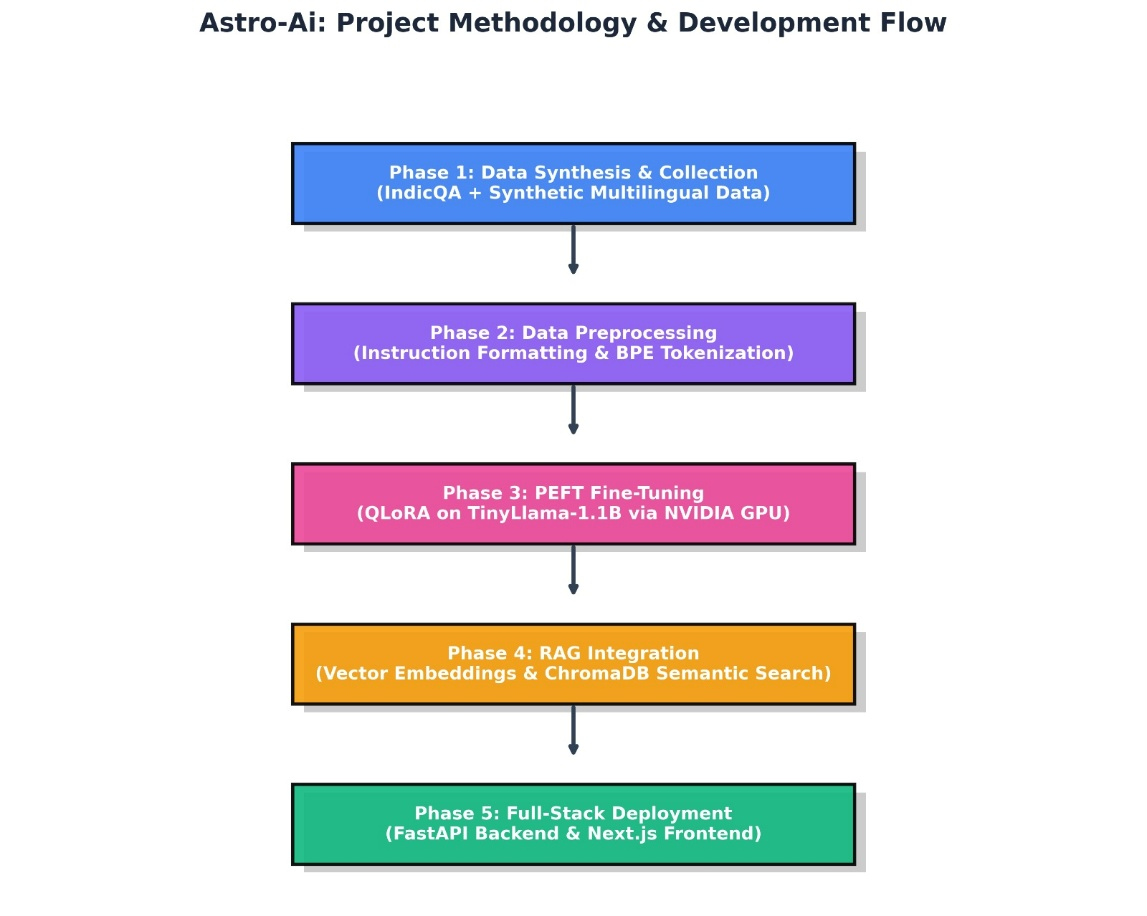 Astro-Ai: Project Methodology & Development Flow
Phase 1: Data Synthesis & Collection
(IndicQA + Synthetic Multilingual Data)
Phase 2: Data Preprocessing
(Instruction Formatting & BPE Tokenization)
Phase 3: PEFT Fine-Tuning
(QLoRA on TinyLlama-1.1B via NVIDIA GPU)
Phase 4: RAG Integration
(Vector Embeddings & ChromaDB Semantic Search)
Phase 5: Full-Stack Deployment
(FastAPI Backend & Next.js Frontend)